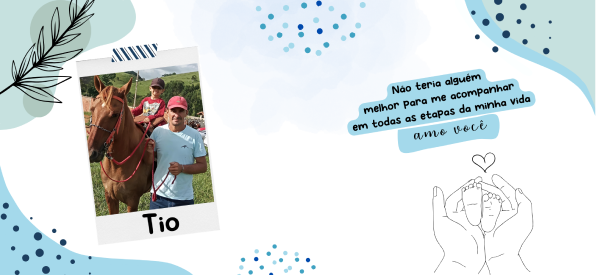 Tio
Não teria alguém
melhor para me acompanhar
em todas as etapas da minha vida
amo você